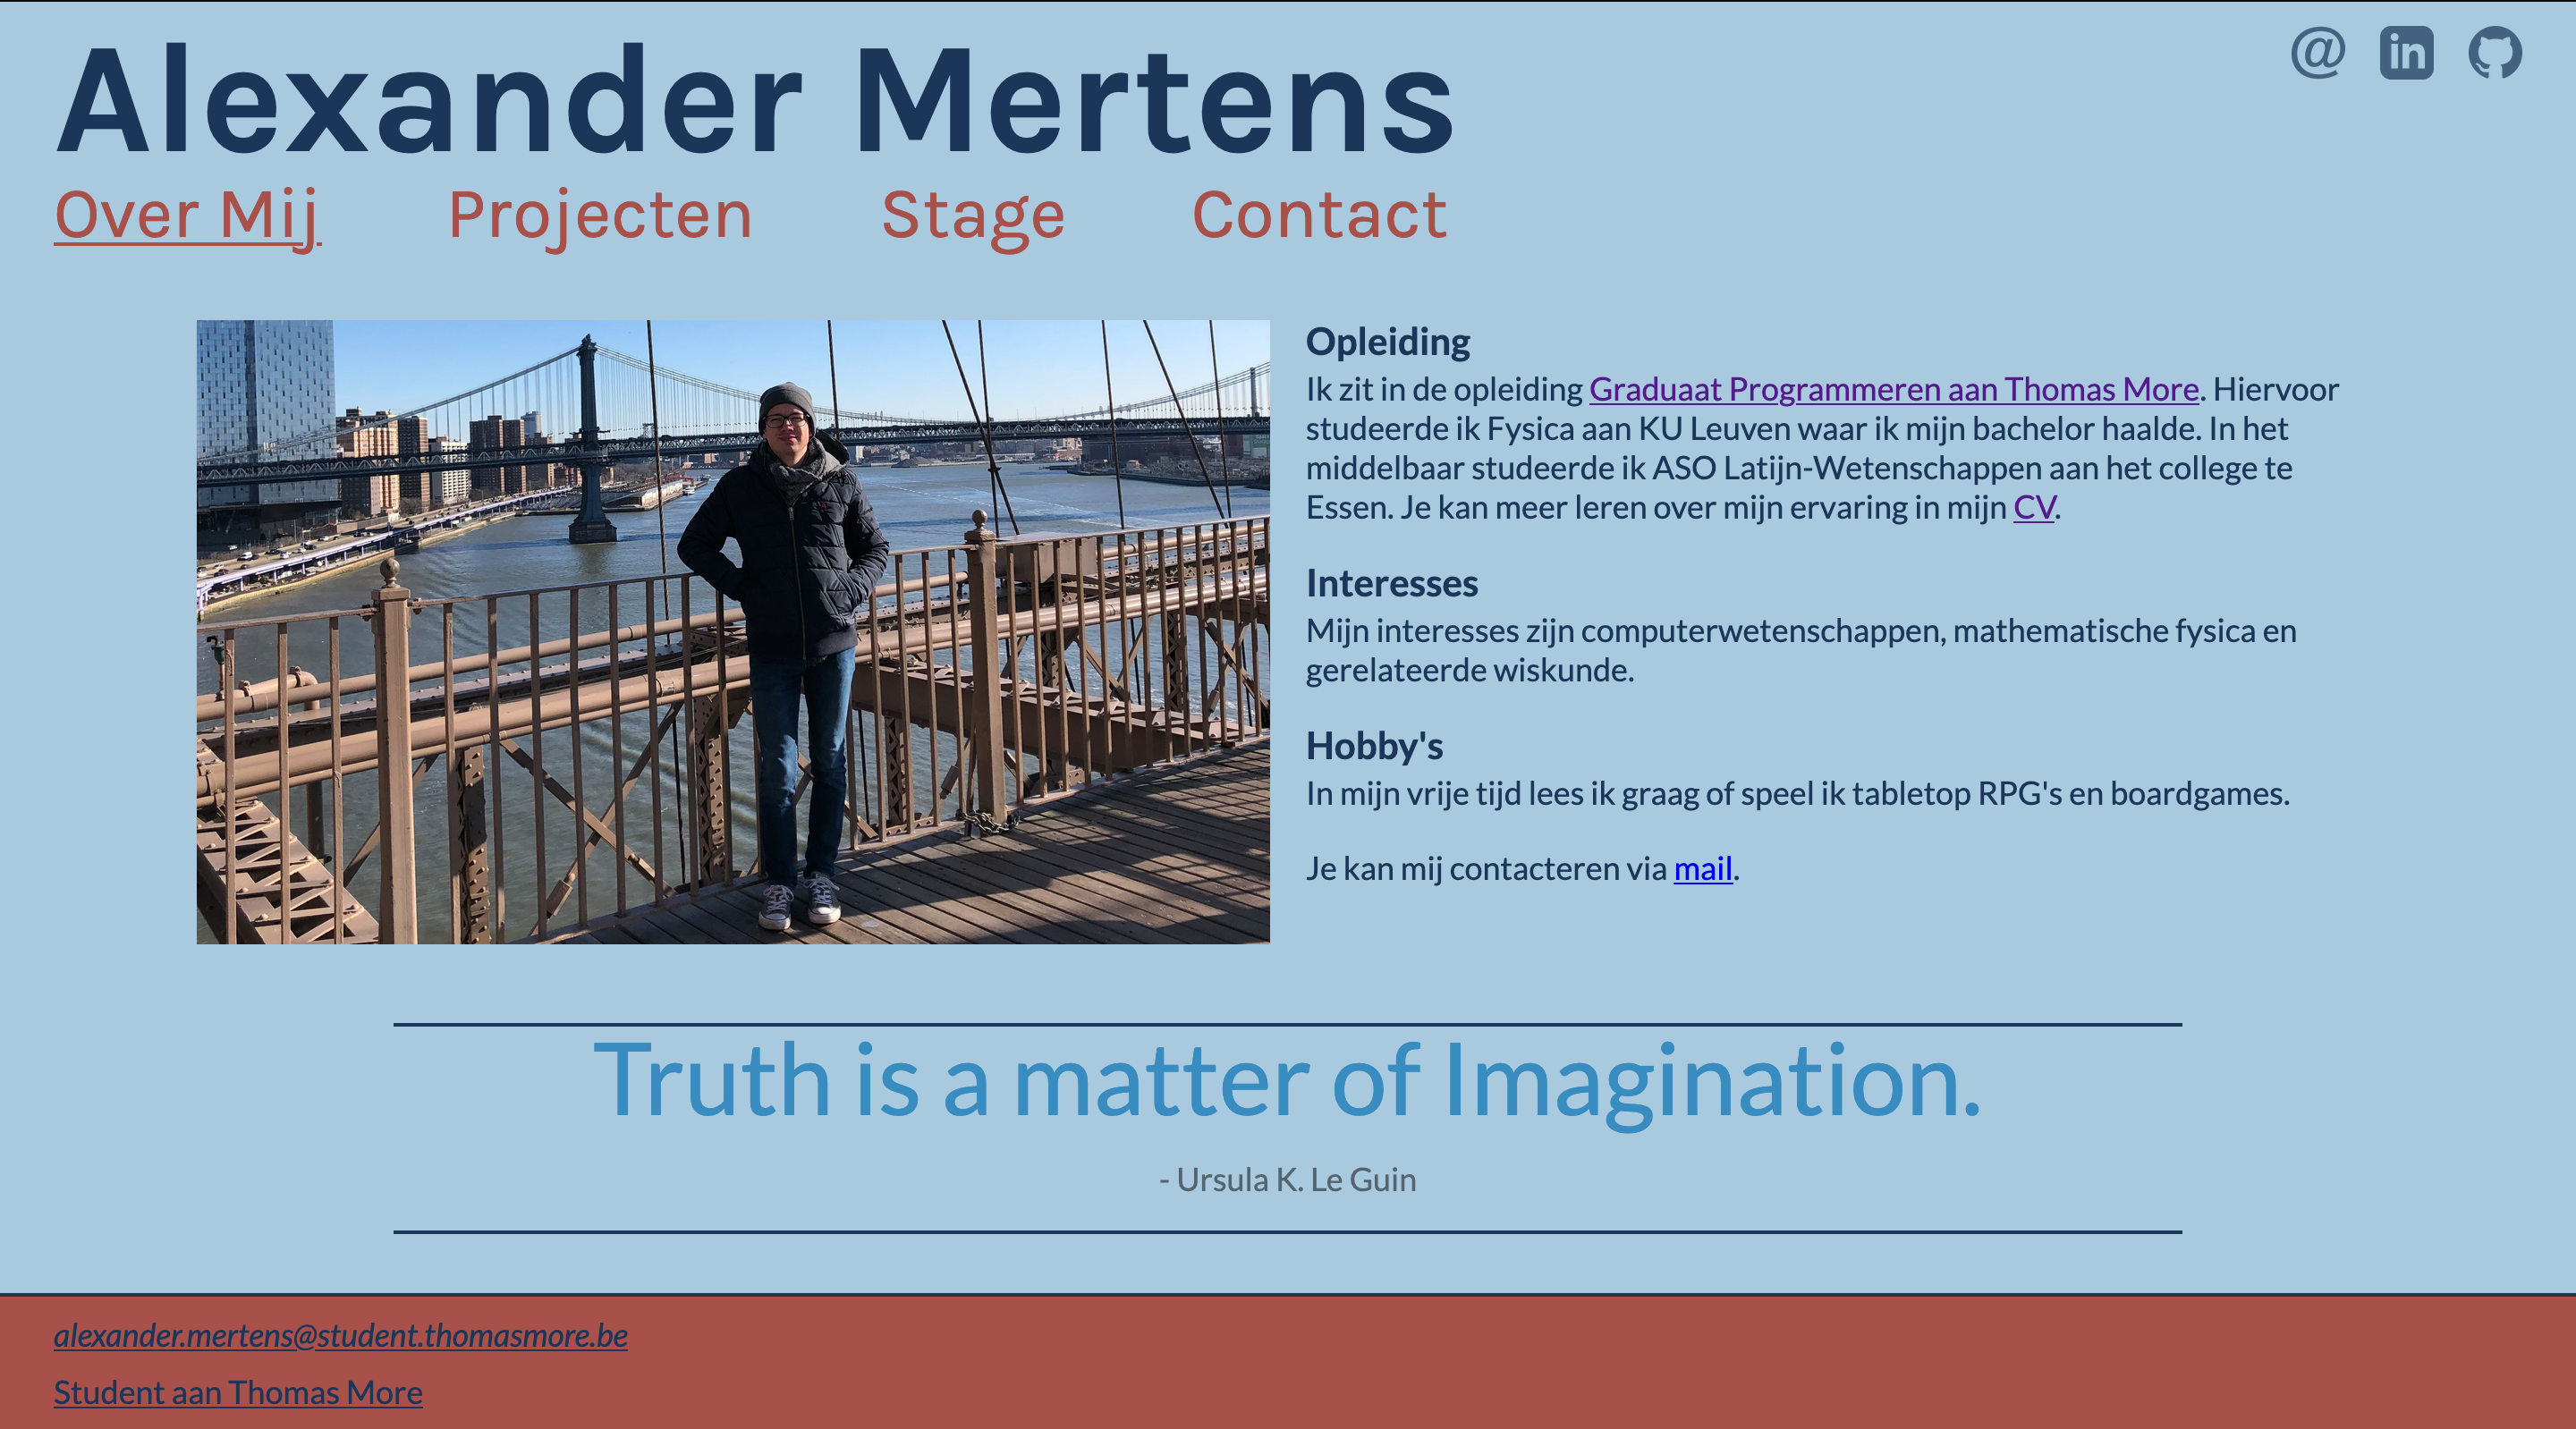 Alexander Mertens
Over Mij Projecten Stage Contact
Opleiding
Ik zit in de opleiding Graduaat Programmeren aan Thomas More. Hiervoor
studeerde ik Fysica aan KU Leuven waar ik mijn bachelor haalde. In het
middelbaar studeerde ik ASO Latijn-Wetenschappen aan het college te
Essen. Je kan meer leren over mijn ervaring in mijn CV.
Interesses
Mijn interesses zijn computerwetenschappen, mathematische fysica en
gerelateerde wiskunde.
Hobby's
In mijn vrije tijd lees ik graag of speel ik tabletop RPG's en boardgames.
Je kan mij contacteren via mail.
Truth is a matter of Imagination.
- Ursula K. Le Guin
alexander.mertens@student.thomasmore.be
Student aan Thomas More